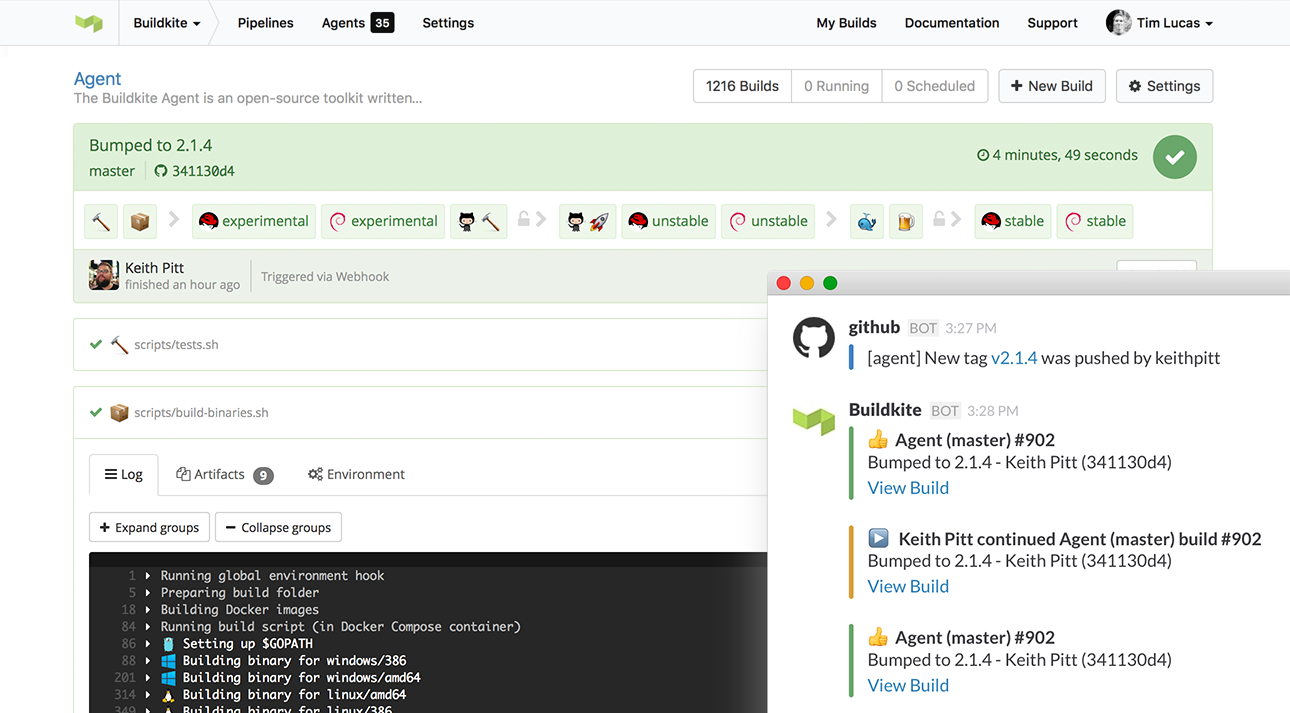 Buildkite Pipelines Agents 35 Settings My Builds Documentation Support Tim Lucas
Agent
The Buildkite Agent is an open-source toolkit written...
1216 Builds 0 Running 0 Scheduled New Build Settings
Bumped to 2.1.4
master 341130d4
4 minutes, 49 seconds
experimental experimental unstable unstable stable stable
Keith Pitt
finished an hour ago
Triggered via Webhook
scripts/tests.sh
scripts/build-binaries.sh
Log Artifacts 9 Environment
Expand groups Collapse groups
1 Running global environment hook
5 Preparing build folder
18 Building Docker images
84 Running build script (in Docker Compose container)
86 Setting up $GOPATH
88 Building binary for windows/386
201 Building binary for windows/amd64
314 Building binary for linux/amd64
349 Building binary for linux/386
github BOT 3:27 PM
[agent] New tag v2.1.4 was pushed by keithpitt
Buildkite BOT 3:28 PM
Agent (master) #902
Bumped to 2.1.4 - Keith Pitt (341130d4)
View Build
Keith Pitt continued Agent (master) build #902
Bumped to 2.1.4 - Keith Pitt (341130d4)
View Build
Agent (master) #902
Bumped to 2.1.4 - Keith Pitt (341130d4)
View Build